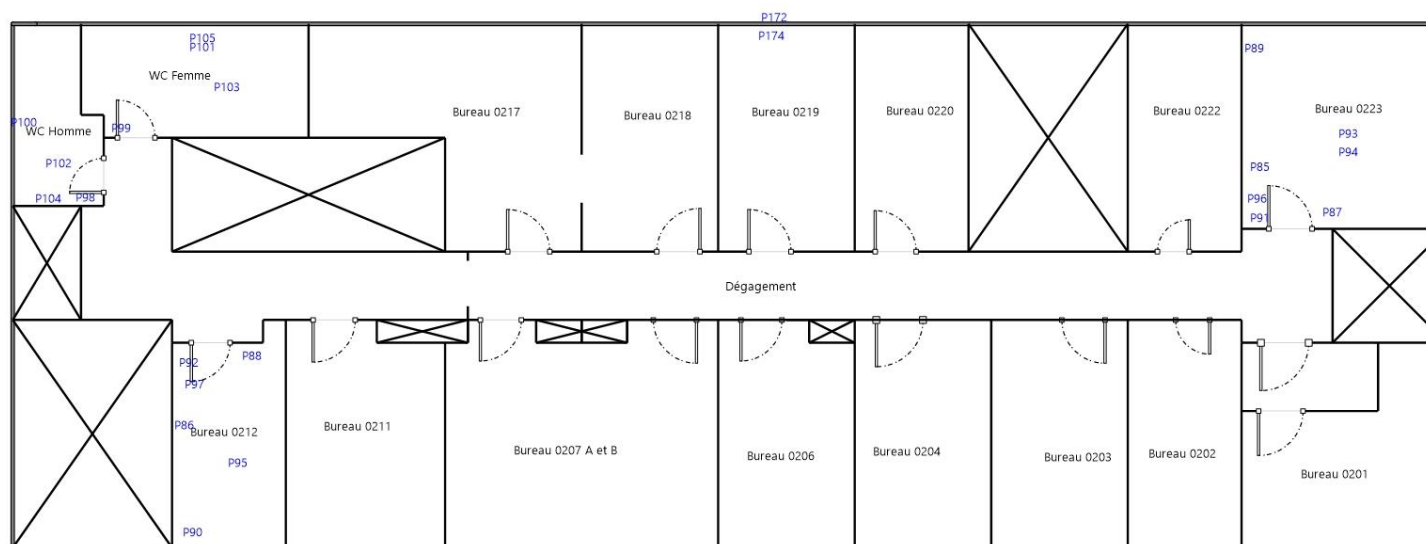 P172
P105
P174
P101
P89
WC Femme
P103
Bureau 0217
Bureau 0218
Bureau 0219
Bureau 0220
Bureau 0222
Bureau 0223
P100
P99
WC Homme
P93
P94
P102
P85
P104
P98
P96
P91
P87
Dégagement
P92
P88
P97
P86
Bureau 0212
Bureau 0211
P95
Bureau 0207 A et B
Bureau 0206
Bureau 0204
Bureau 0203
Bureau 0202
Bureau 0201
P90